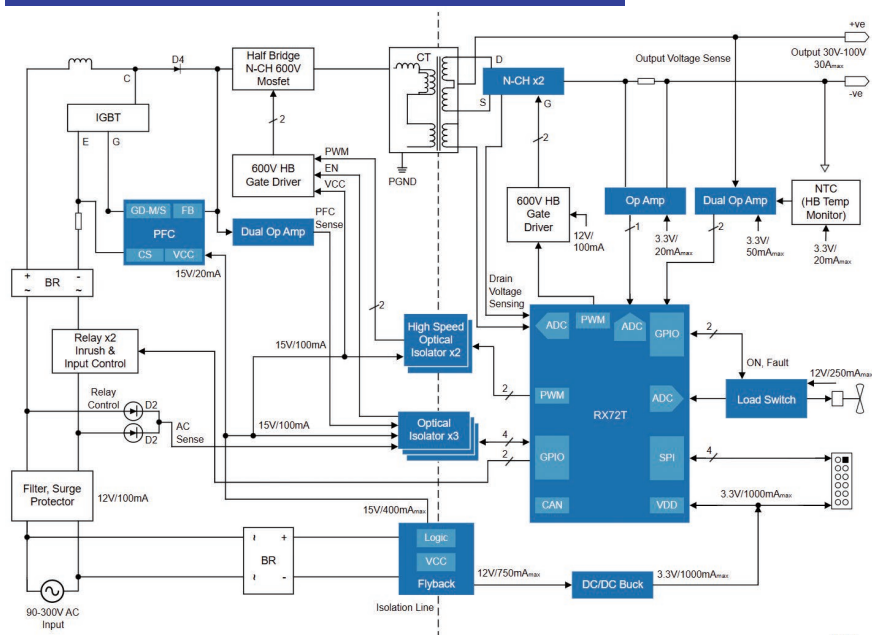 +ve
Output 30V-100V
30Amax
-ve
Output Voltage Sense
D4
C
Half Bridge
N-CH 600V
Mosfet
CT
D
S
N-CH x2
G
IGBT
E
G
2
2
PWM
EN
VCC
600V HB
Gate Driver
PGND
600V HB
Gate
Driver
12V/
100mA
Op Amp
Dual Op Amp
NTC
(HB Temp
Monitor)
1
3.3V/
20mAmax
2
3.3V/
50mAmax
3.3V/
20mAmax
GD-M/S
FB
PFC
CS
VCC
15V/20mA
PFC
Sense
Dual Op Amp
+
-
BR
~
~
Drain
Voltage
Sensing
2
ADC
PWM
ADC
GPIO
2
ON, Fault
Relay x2
Inrush &
Input Control
15V/100mA
High Speed
Optical
Isolator x2
2
PWM
RX72T
ADC
12V/250mAmax
Load Switch
Relay
Control
D2
D2
AC
Sense
15V/100mA
Optical
Isolator x3
4
2
GPIO
SPI
4
Filter, Surge
Protector
12V/100mA
15V/400mAmax
CAN
VDD
3.3V/1000mAmax
~
+
BR
~
-
Logic
VCC
Flyback
12V/750mAmax
DC/DC Buck
3.3V/1000mAmax
90-300V AC
Input
Isolation Line